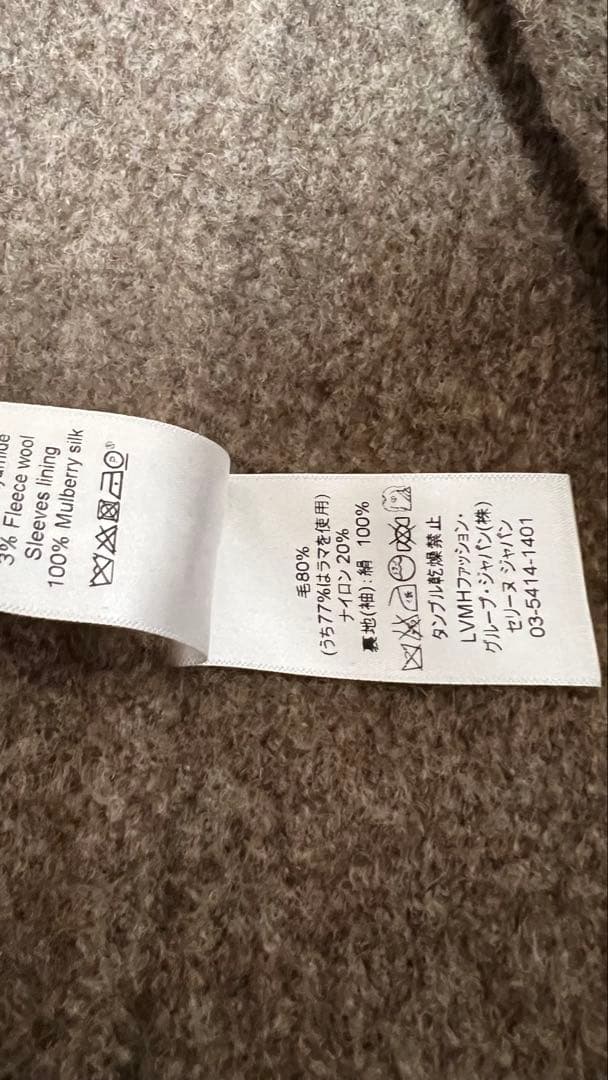 3% Fleece wool
Sleeves lining
100% Mulberry silk
P
毛80%
(うち77%はラマを使用)
ナイロン20%
裏地(袖):絹 100%
タンブル乾燥禁止
LVMHファッション・
グループ・ジャパン(株)
セリーヌ ジャパン
03-5414-1401